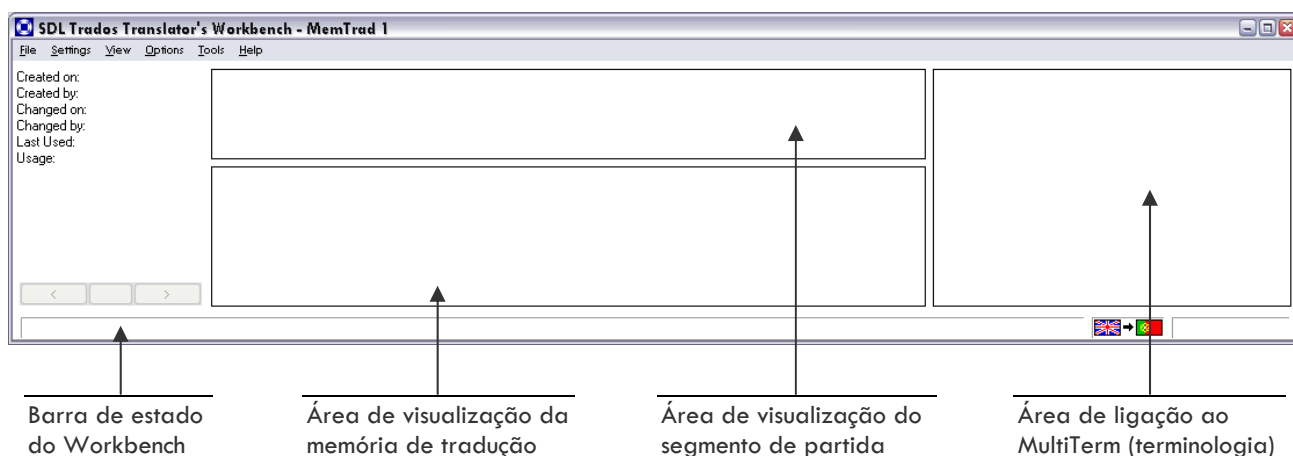 SDL Trados Translator's Workbench - MemTrad 1
File Settings View Options Tools Help
Created on:
Created by:
Changed on:
Changed by:
Last Used:
Usage:
< >
Barra de estado
do Workbench
Área de visualização da
memória de tradução
Área de visualização do
segmento de partida
Área de ligação ao
MultiTerm (terminologia)